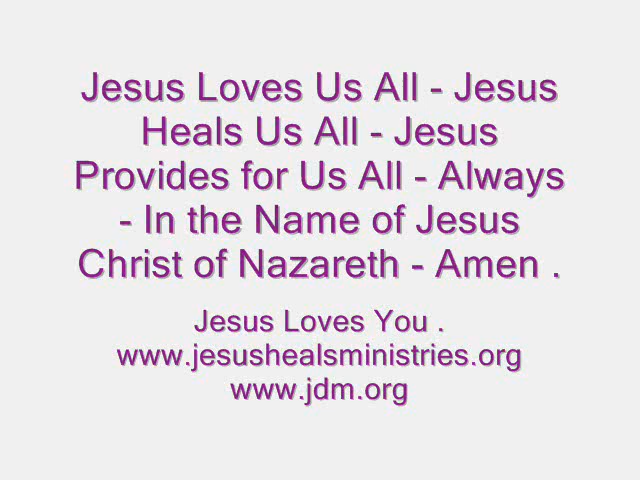 Jesus Loves Us All - Jesus
Heals Us All - Jesus
Provides for Us All - Always
- In the Name of Jesus
Christ of Nazareth - Amen .
Jesus Loves You .
www.jesushealsministries.org
www.jdm.org